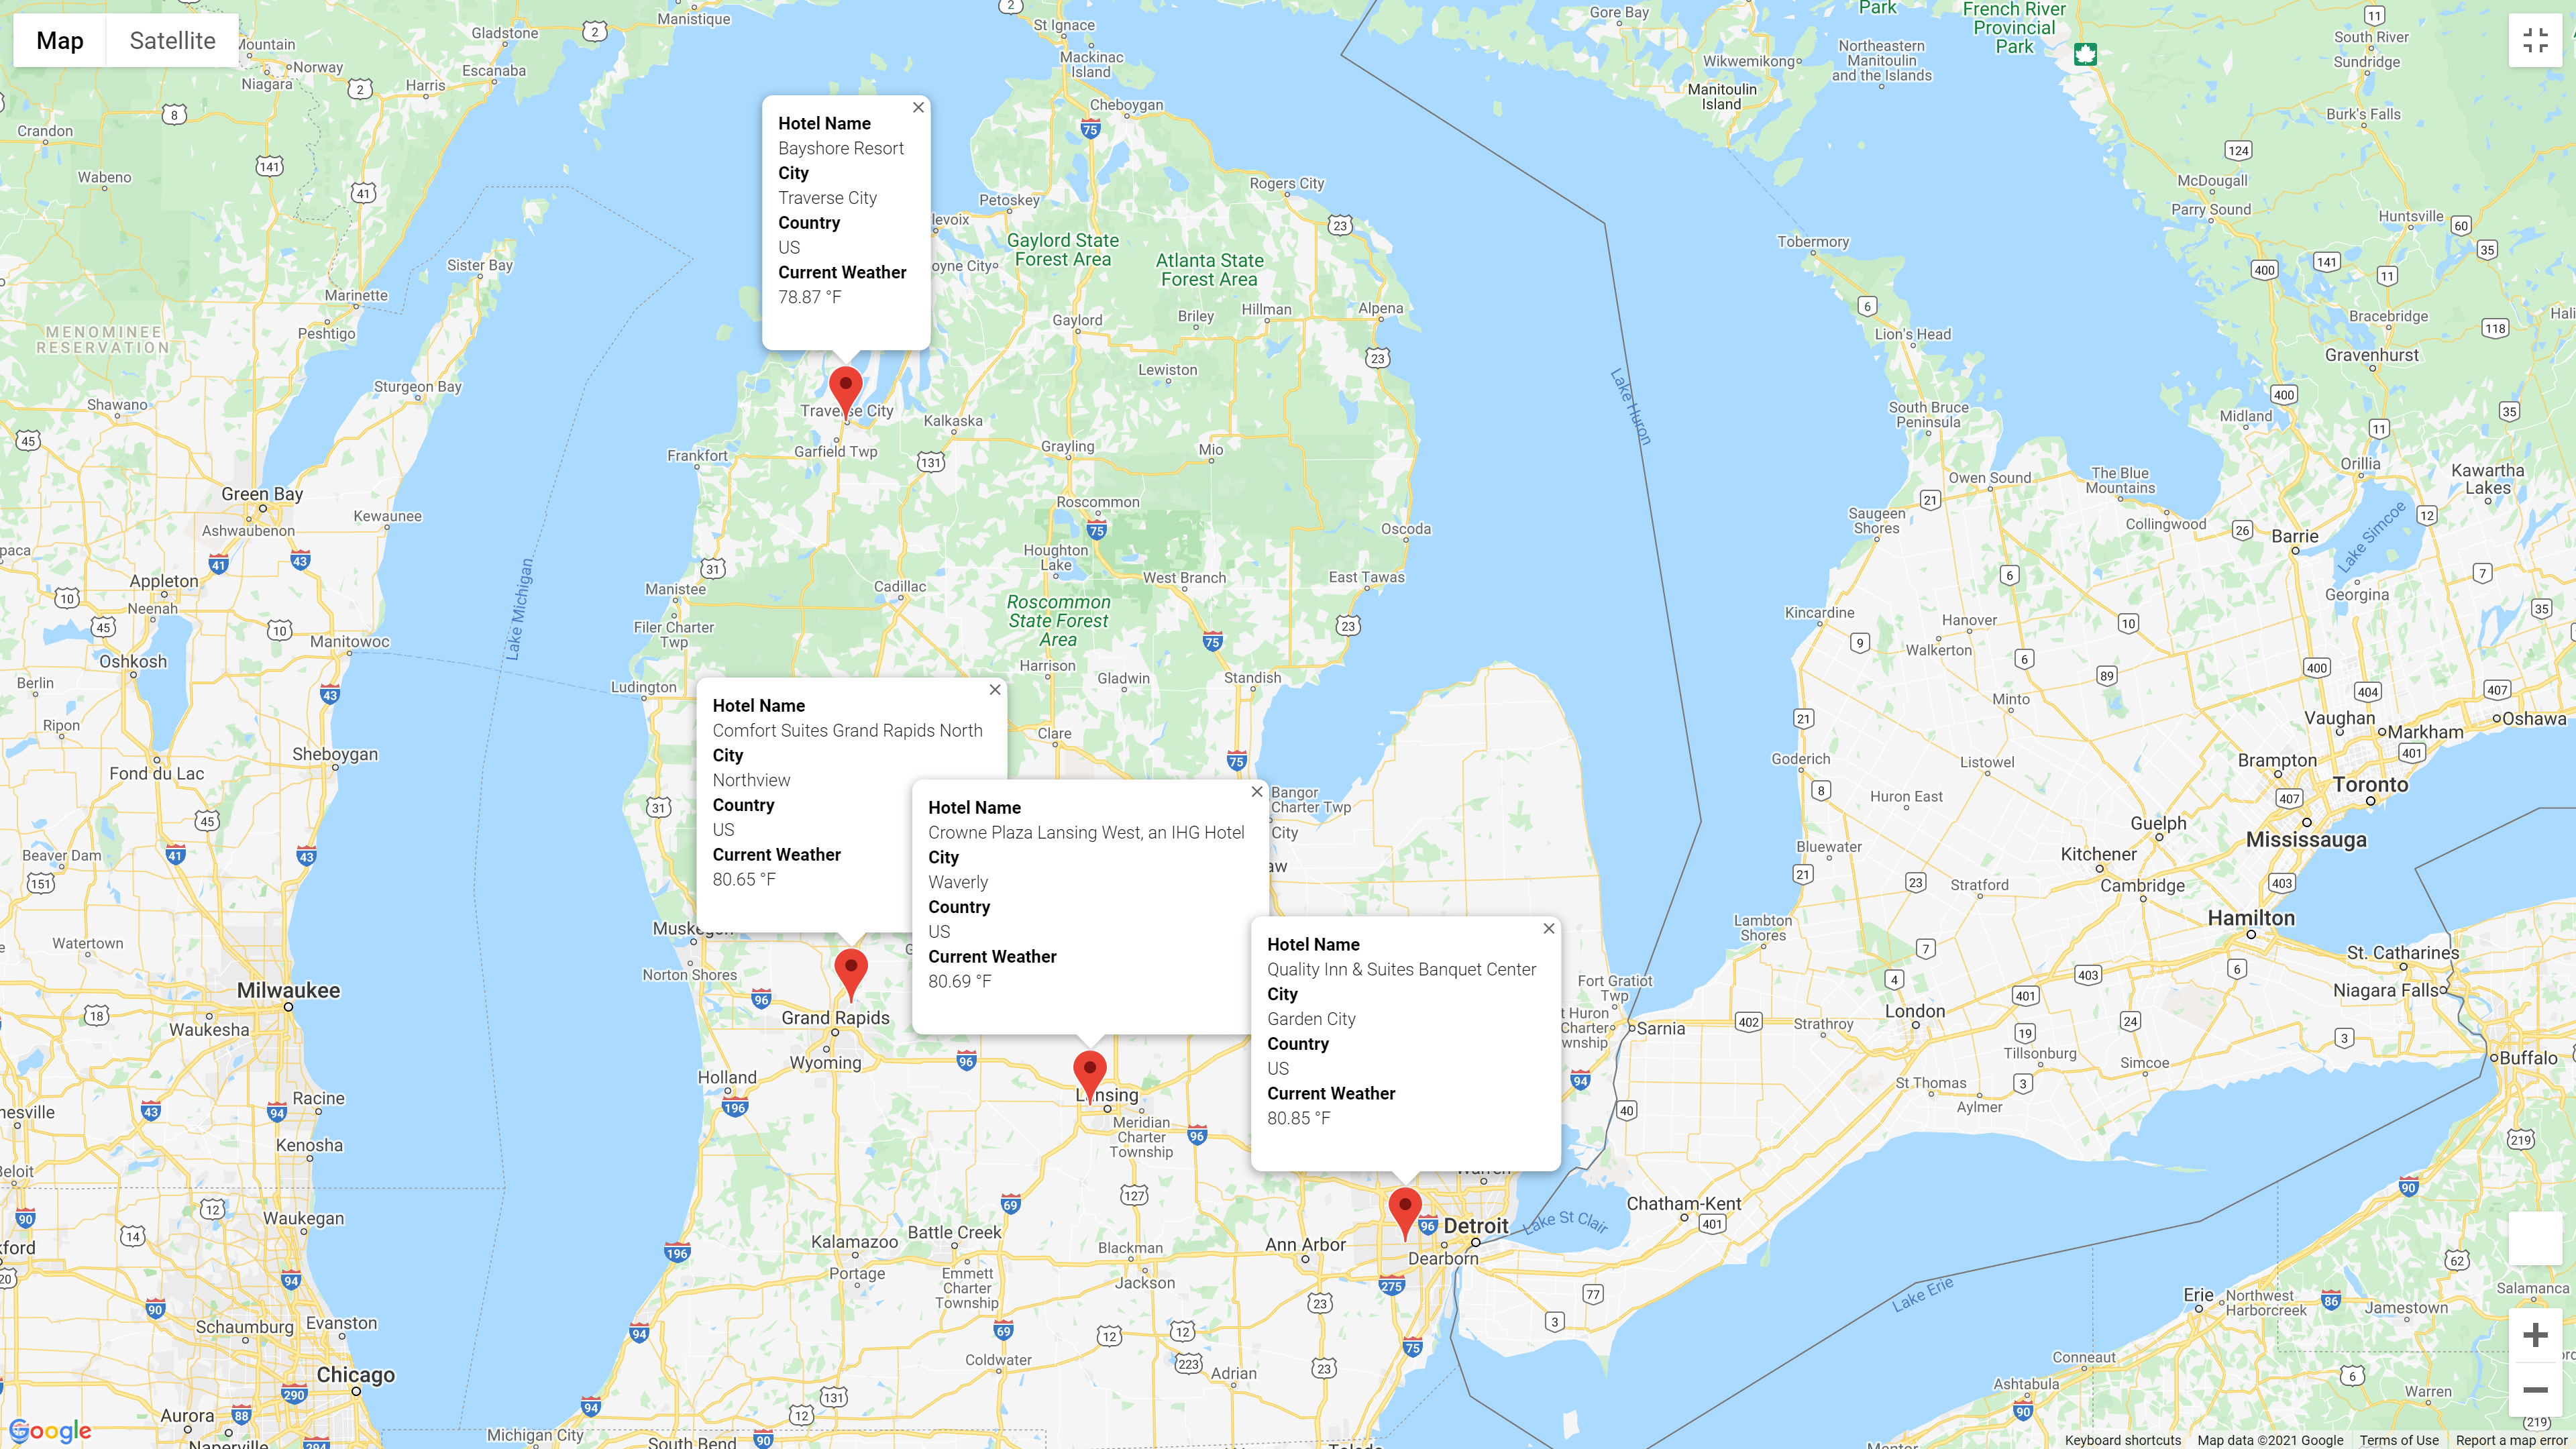 Map
Satellite
Hotel Name
Bayshore Resort
City
Traverse City
Country
US
Current Weather
78.87 °F
Hotel Name
Comfort Suites Grand Rapids North
City
Northview
Country
US
Current Weather
80.65 °F
Hotel Name
Crowne Plaza Lansing West, an IHG Hotel
City
Waverly
Country
US
Current Weather
80.69 °F
Hotel Name
Quality Inn & Suites Banquet Center
City
Garden City
Country
US
Current Weather
80.85 °F
Manistique
Gladstone
St Ignace
Mackinac
Island
Gore Bay
Park
French River
Provincial
Park
South River
Sundridge
Mountain
Norway
Niagara
Escanaba
Harris
Cheboygan
Wikwemikong
Northeastern
Manitoulin
and the Islands
Manitoulin
Island
Burk's Falls
Crandon
Wabeno
Rogers City
Petoskey
McDougall
Parry Sound
Huntsville
levoix
oyne City
Gaylord State
Forest Area
Atlanta State
Forest Area
Tobermory
Sister Bay
Marinette
Peshtigo
MENOMINEE
RESERVATION
Gaylord
Briley
Hillman
Alpena
Lion's Head
Bracebridge
Hali
Gravenhurst
Sturgeon Bay
Shawano
Lewiston
Lake Huron
South Bruce
Peninsula
Midland
Traverse City
Kalkaska
Garfield Twp
Frankfort
Grayling
Mio
Orillia
Kawartha
Lakes
Green Bay
Ashwaubenon
Kewaunee
Roscommon
Oscoda
Owen Sound
The Blue
Mountains
Saugeen
Shores
Collingwood
Barrie
Lake Simcoe
paca
Appleton
Neenah
Lake Michigan
Manistee
Cadillac
Houghton
Lake
West Branch
East Tawas
Georgina
Roscommon
State Forest
Area
Filer Charter
Twp
Manitowoc
Oshkosh
Kincardine
Hanover
Walkerton
Berlin
Ripon
Ludington
Harrison
Gladwin
Standish
Minto
Vaughan
Markham
Oshawa
Sheboygan
Fond du Lac
Clare
Goderich
Listowel
Brampton
Toronto
Bangor
Charter Twp
City
aw
Huron East
Guelph
Mississauga
Beaver Dam
Bluewater
Kitchener
Cambridge
Stratford
Hamilton
Watertown
Muskegon
Norton Shores
Lambton
Shores
St. Catharines
Niagara Falls
Milwaukee
Waukesha
Grand Rapids
Wyoming
Fort Gratiot
Twp
t Huron
Charter
wnship
Sarnia
Strathroy
London
Tillsonburg
Simcoe
Buffalo
Holland
Lansing
Meridian
Charter
Township
St Thomas
Aylmer
nesville
Racine
Kenosha
Beloit
Waukegan
Warren
Detroit
Dearborn
Lake St Clair
Chatham-Kent
kford
Kalamazoo
Portage
Battle Creek
Emmett
Charter
Township
Blackman
Jackson
Ann Arbor
Schaumburg
Evanston
Chicago
Lake Erie
Erie
Northwest
Harborcreek
Jamestown
Salamanca
Coldwater
Adrian
Conneaut
Ashtabula
Warren
Aurora
Naperville
Michigan City
South Bend
Toledo
Mentor
Google
Keyboard shortcuts
Map data ©2021 Google
Terms of Use
Report a map error